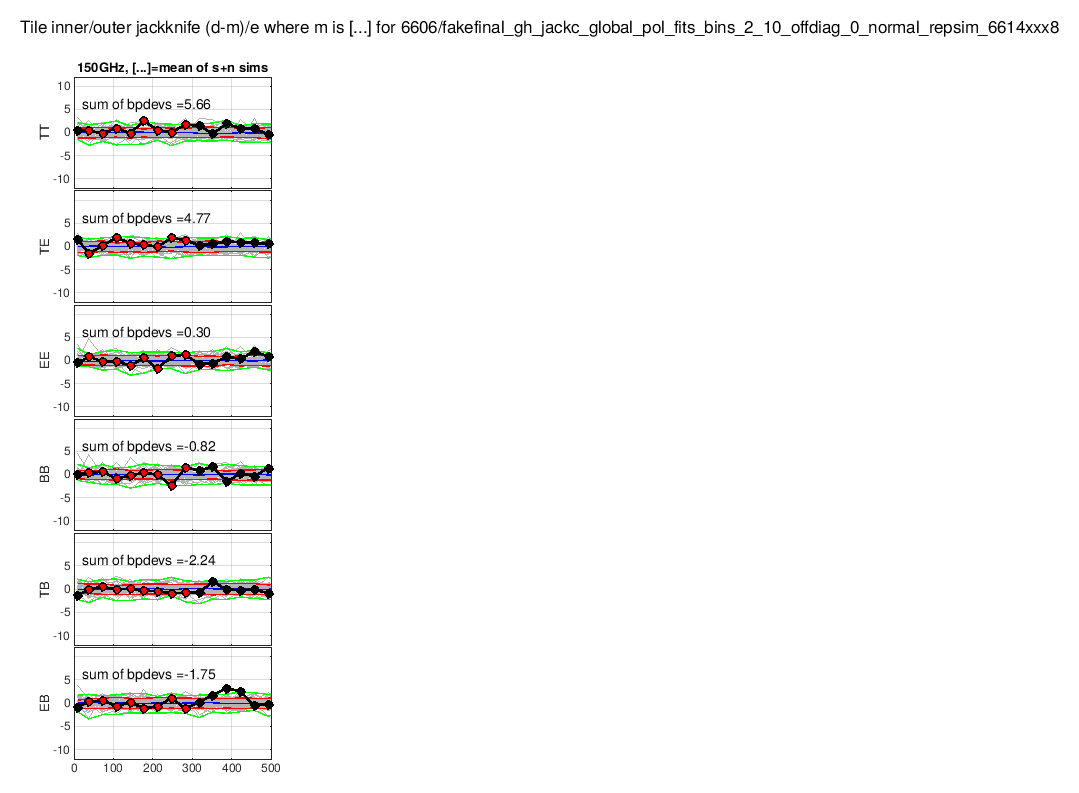 Tile inner/outer jackknife (d-m)/e where m is [...] for 6606/fakefinal_gh_jackc_global_pol_fits_bins_2_10_offdiag_0_normal_repsim_6614xxx8
150GHz, [...]=mean of s+n sims
10
5
0
-5
-10
TT
sum of bpdevs =5.66
5
0
-5
-10
TE
sum of bpdevs =4.77
5
0
-5
-10
EE
sum of bpdevs =0.30
5
0
-5
-10
BB
sum of bpdevs =-0.82
5
0
-5
-10
TB
sum of bpdevs =-2.24
5
0
-5
-10
EB
sum of bpdevs =-1.75
0 100 200 300 400 500